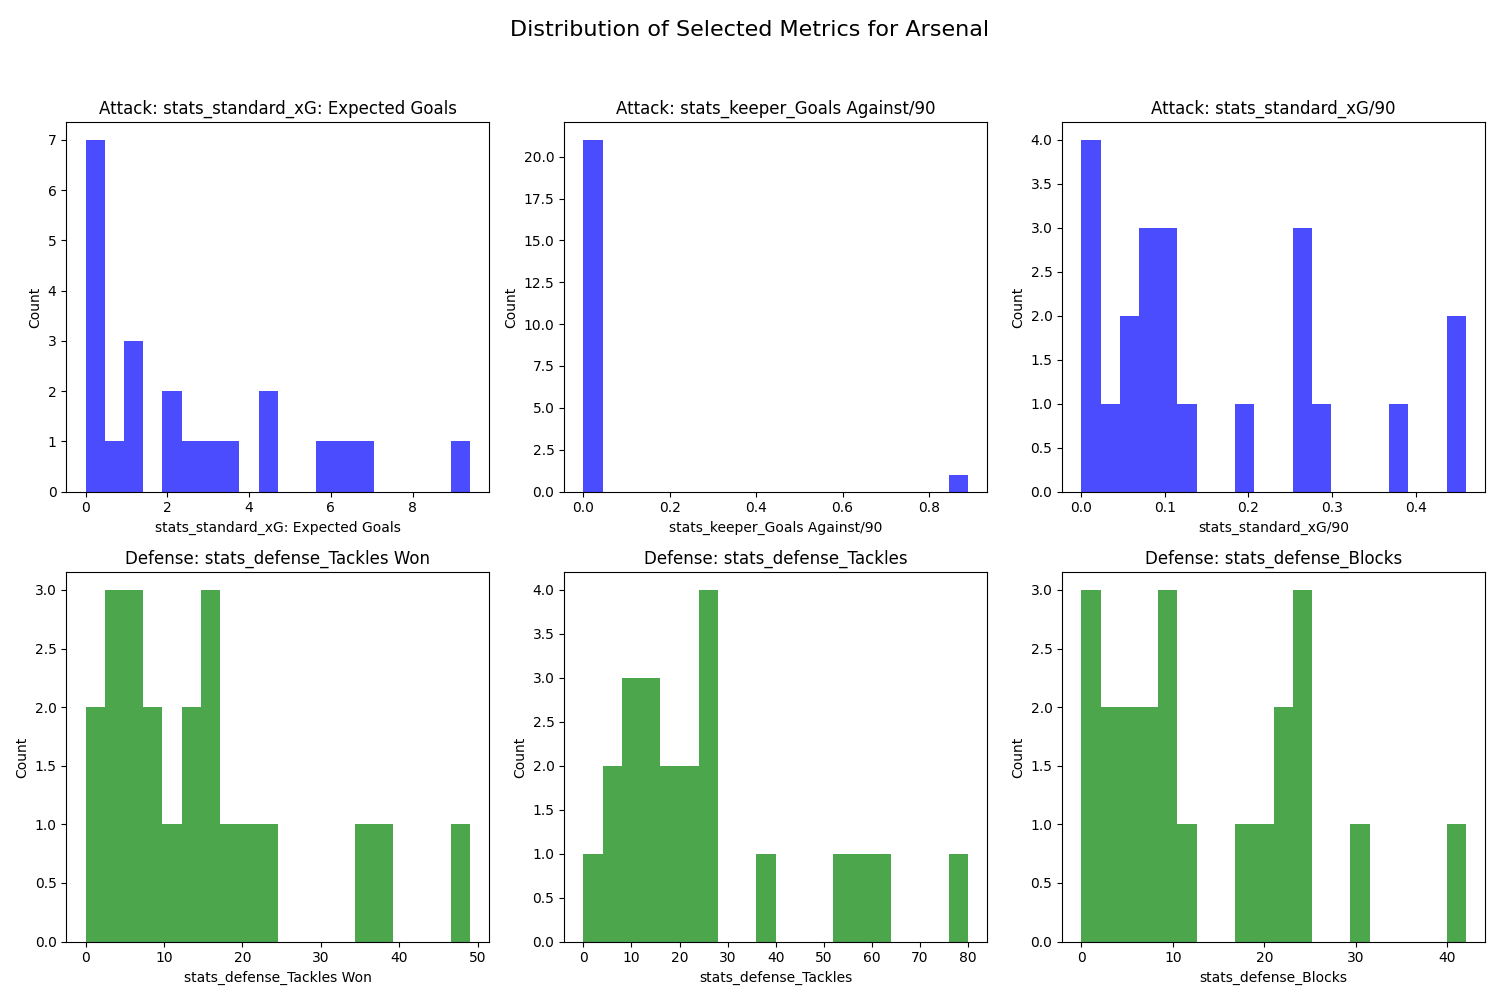 Distribution of Selected Metrics for Arsenal
Attack: stats_standard_xG: Expected Goals
7
6
5
4
3
2
1
0
Count
0 2 4 6 8
stats_standard_xG: Expected Goals
Attack: stats_keeper_Goals Against/90
20.0
17.5
15.0
12.5
10.0
7.5
5.0
2.5
0.0
Count
0.0 0.2 0.4 0.6 0.8
stats_keeper_Goals Against/90
Attack: stats_standard_xG/90
4.0
3.5
3.0
2.5
2.0
1.5
1.0
0.5
0.0
Count
0.0 0.1 0.2 0.3 0.4
stats_standard_xG/90
Defense: stats_defense_Tackles Won
3.0
2.5
2.0
1.5
1.0
0.5
0.0
Count
0 10 20 30 40 50
stats_defense_Tackles Won
Defense: stats_defense_Tackles
4.0
3.5
3.0
2.5
2.0
1.5
1.0
0.5
0.0
Count
0 10 20 30 40 50 60 70 80
stats_defense_Tackles
Defense: stats_defense_Blocks
3.0
2.5
2.0
1.5
1.0
0.5
0.0
Count
0 10 20 30 40
stats_defense_Blocks